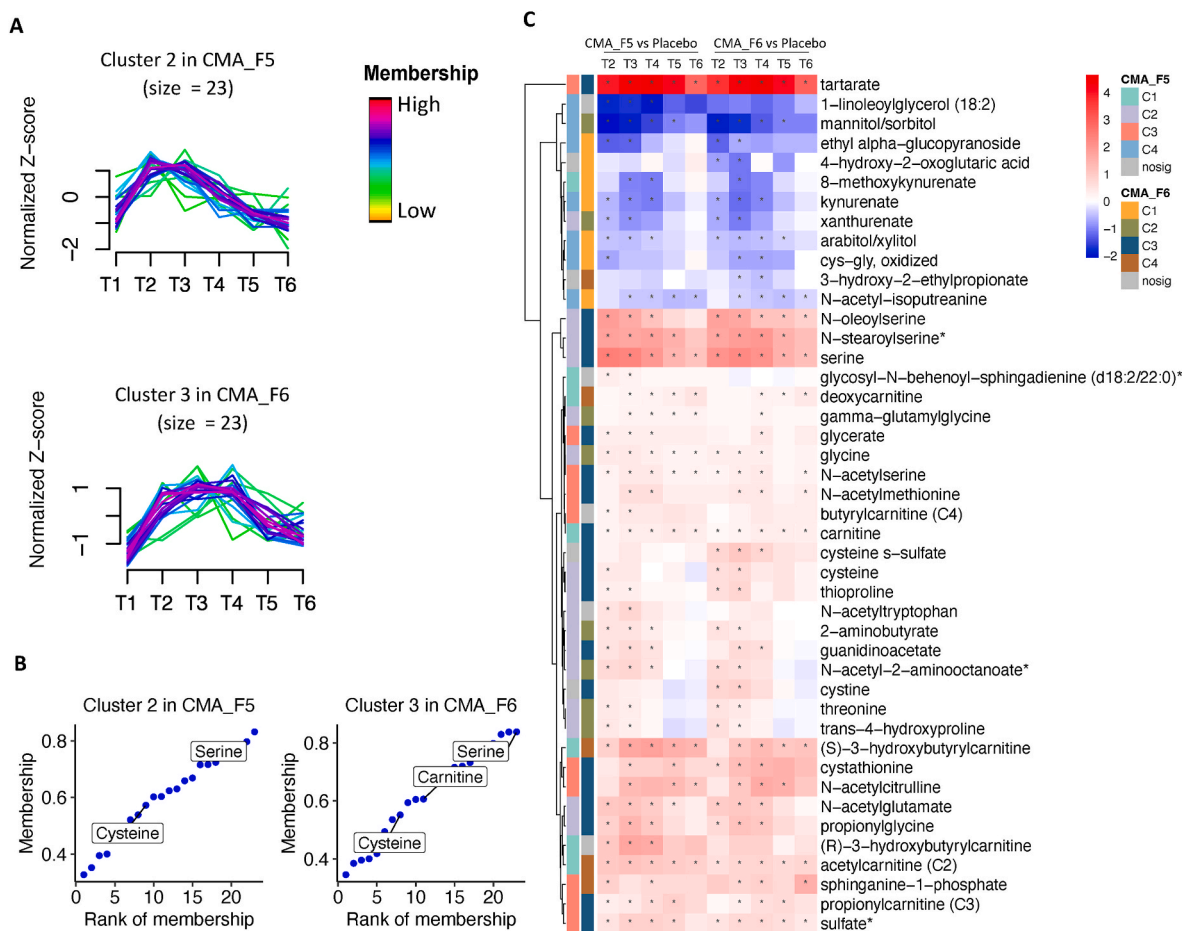 A
Cluster 2 in CMA_F5
(size = 23)
Normalized Z−score
0
−2
T1 T2 T3 T4 T5 T6
Membership
High
Low
Cluster 3 in CMA_F6
(size = 23)
Normalized Z−score
1
−1
T1 T2 T3 T4 T5 T6
B
Cluster 2 in CMA_F5
Membership
0.8
0.6
0.4
Serine
Cysteine
0 5 10 15 20
Rank of membership
Cluster 3 in CMA_F6
Membership
0.8
0.6
0.4
Serine
Carnitine
Cysteine
0 5 10 15 20
Rank of membership
C
CMA_F5 vs Placebo CMA_F6 vs Placebo
T2 T3 T4 T5 T6 T2 T3 T4 T5 T6
tartarate
1−linoleoylglycerol (18:2)
mannitol/sorbitol
ethyl alpha−glucopyranoside
4−hydroxy−2−oxoglutaric acid
8−methoxykynurenate
kynurenate
xanthurenate
arabitol/xylitol
cys−gly, oxidized
3−hydroxy−2−ethylpropionate
N−acetyl−isoputreanine
N−oleoylserine
N−stearoylserine*
serine
glycosyl−N−behenoyl−sphingadienine (d18:2/22:0)*
deoxycarnitine
gamma−glutamylglycine
glycerate
glycine
N−acetylserine
N−acetylmethionine
butyrylcarnitine (C4)
carnitine
cysteine s−sulfate
cysteine
thioproline
N−acetyltryptophan
2−aminobutyrate
guanidinoacetate
N−acetyl−2−aminooctanoate*
cystine
threonine
trans−4−hydroxyproline
(S)−3−hydroxybutyrylcarnitine
cystathionine
N−acetylcitrulline
N−acetylglutamate
propionylglycine
(R)−3−hydroxybutyrylcarnitine
acetylcarnitine (C2)
sphinganine−1−phosphate
propionylcarnitine (C3)
sulfate*
4
3
2
1
0
−1
−2
CMA_F5
C1
C2
C3
C4
nosig
CMA_F6
C1
C2
C3
C4
nosig